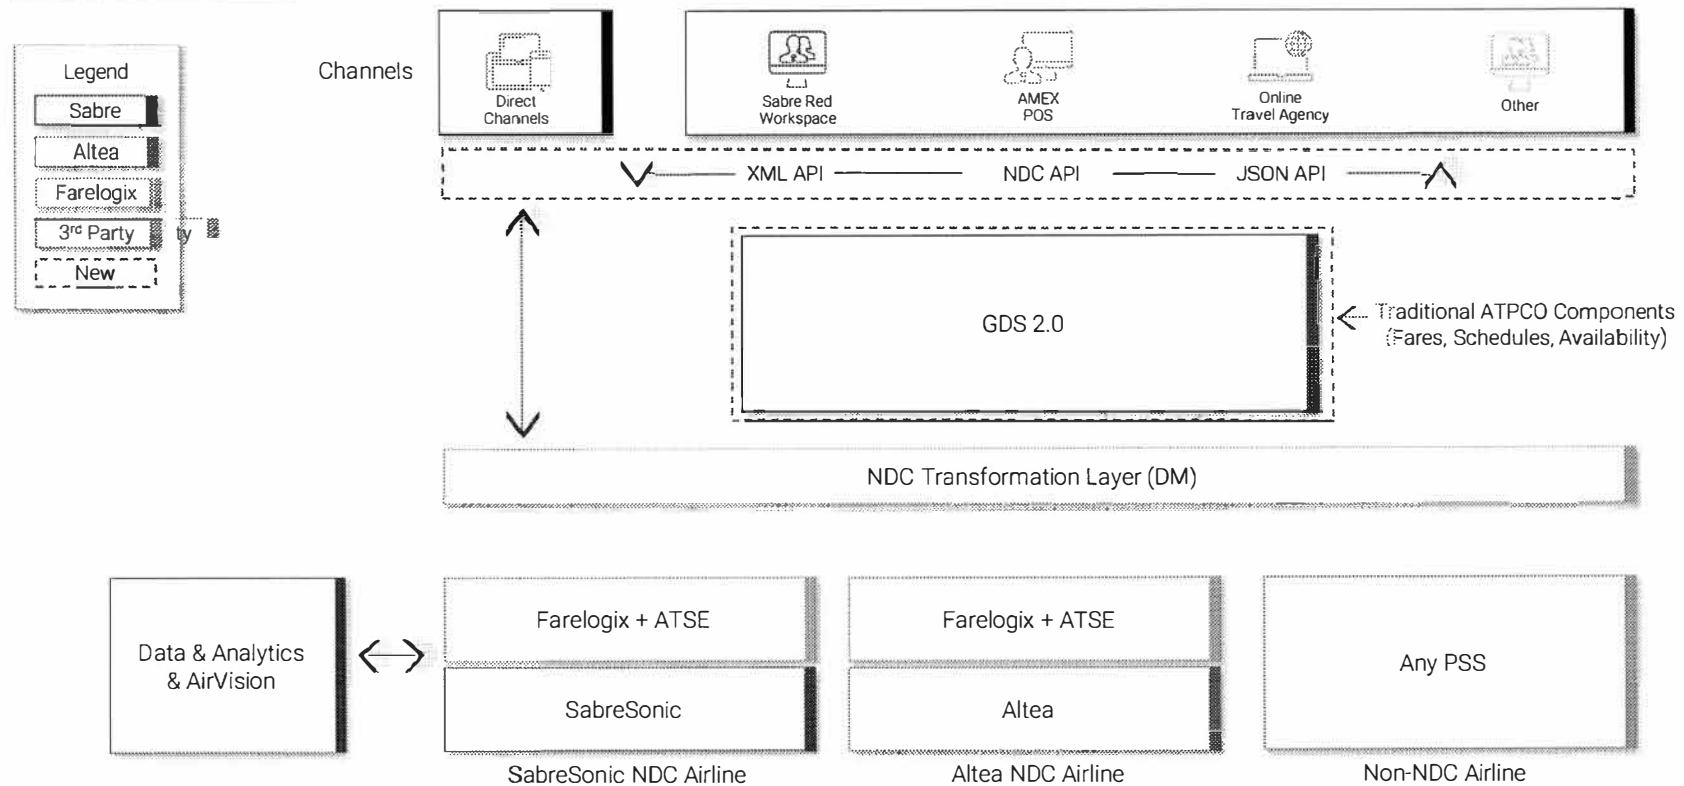 Legend
Sabre
Altea
Farelogix
3rd Party
ty
New
Channels
Direct
Channels
Sabre Red
Workspace
AMEX
POS
Online
Travel Agency
Other
XML API
NDC API
JSON API
GDS 2.0
Traditional ATPCO Components
(Fares, Schedules, Availability)
NDC Transformation Layer (DM)
Data & Analytics
& AirVision
Farelogix + ATSE
SabreSonic
SabreSonic NDC Airline
Farelogix + ATSE
Altea
Altea NDC Airline
Any PSS
Non-NDC Airline